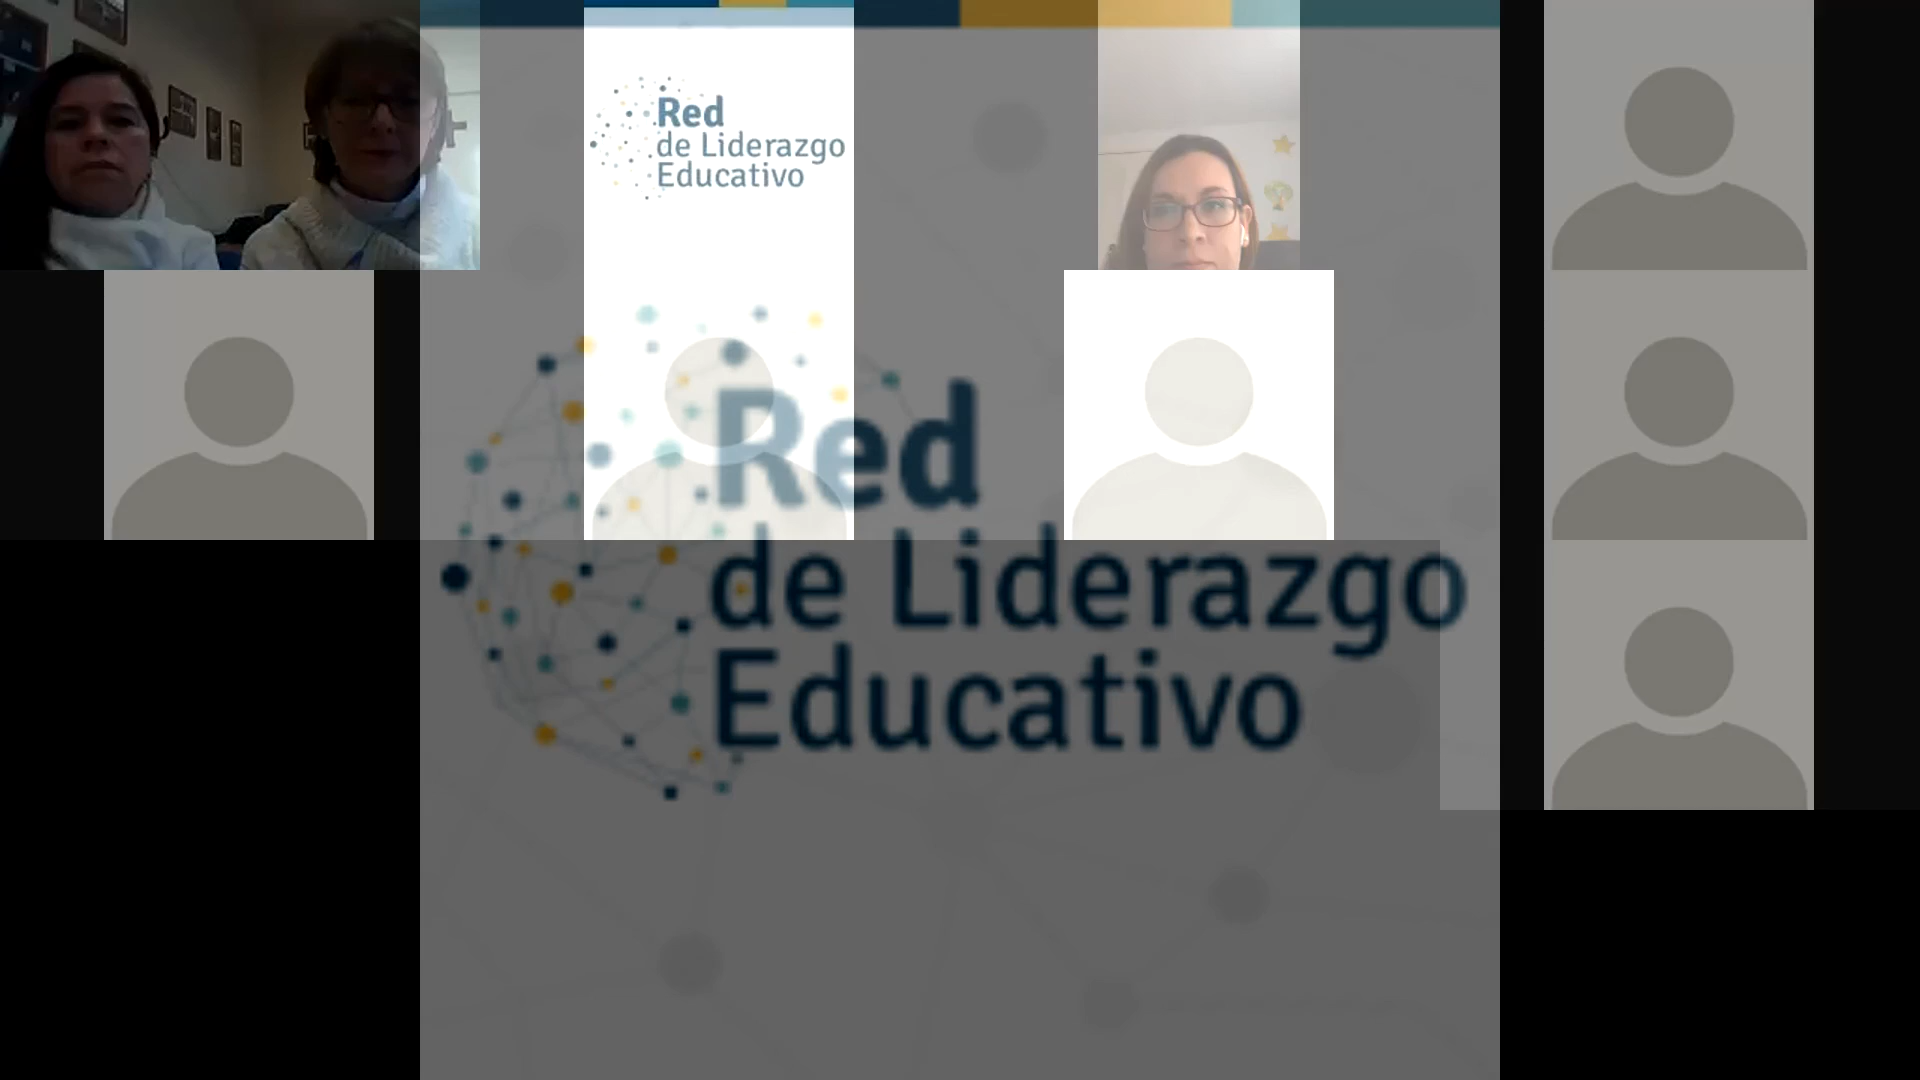 Red
de Liderazgo
Educativo
Red
de Liderazgo
Educativo